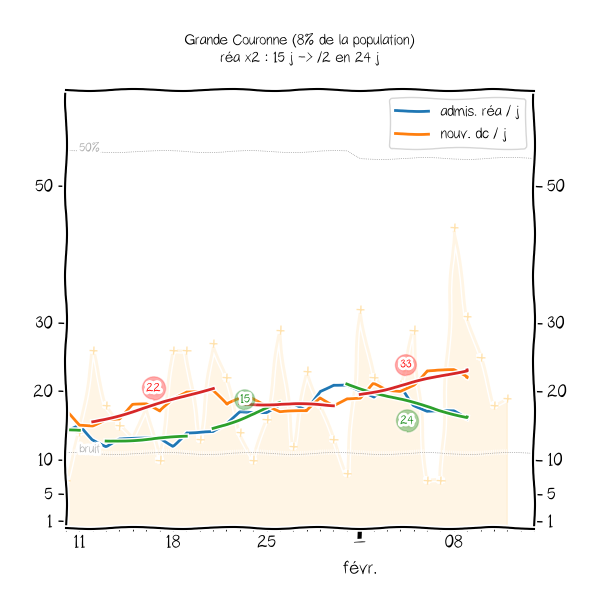 Grande Couronne (8% de la population)
réa x2 : 15 j -> /2 en 24 j
admis. réa / j
nouv. dc / j
50%
50 50
33
30 30
22
15
20 20
24
bruit
10 10
5 5
1 1
11 18 25 1 08
févr.